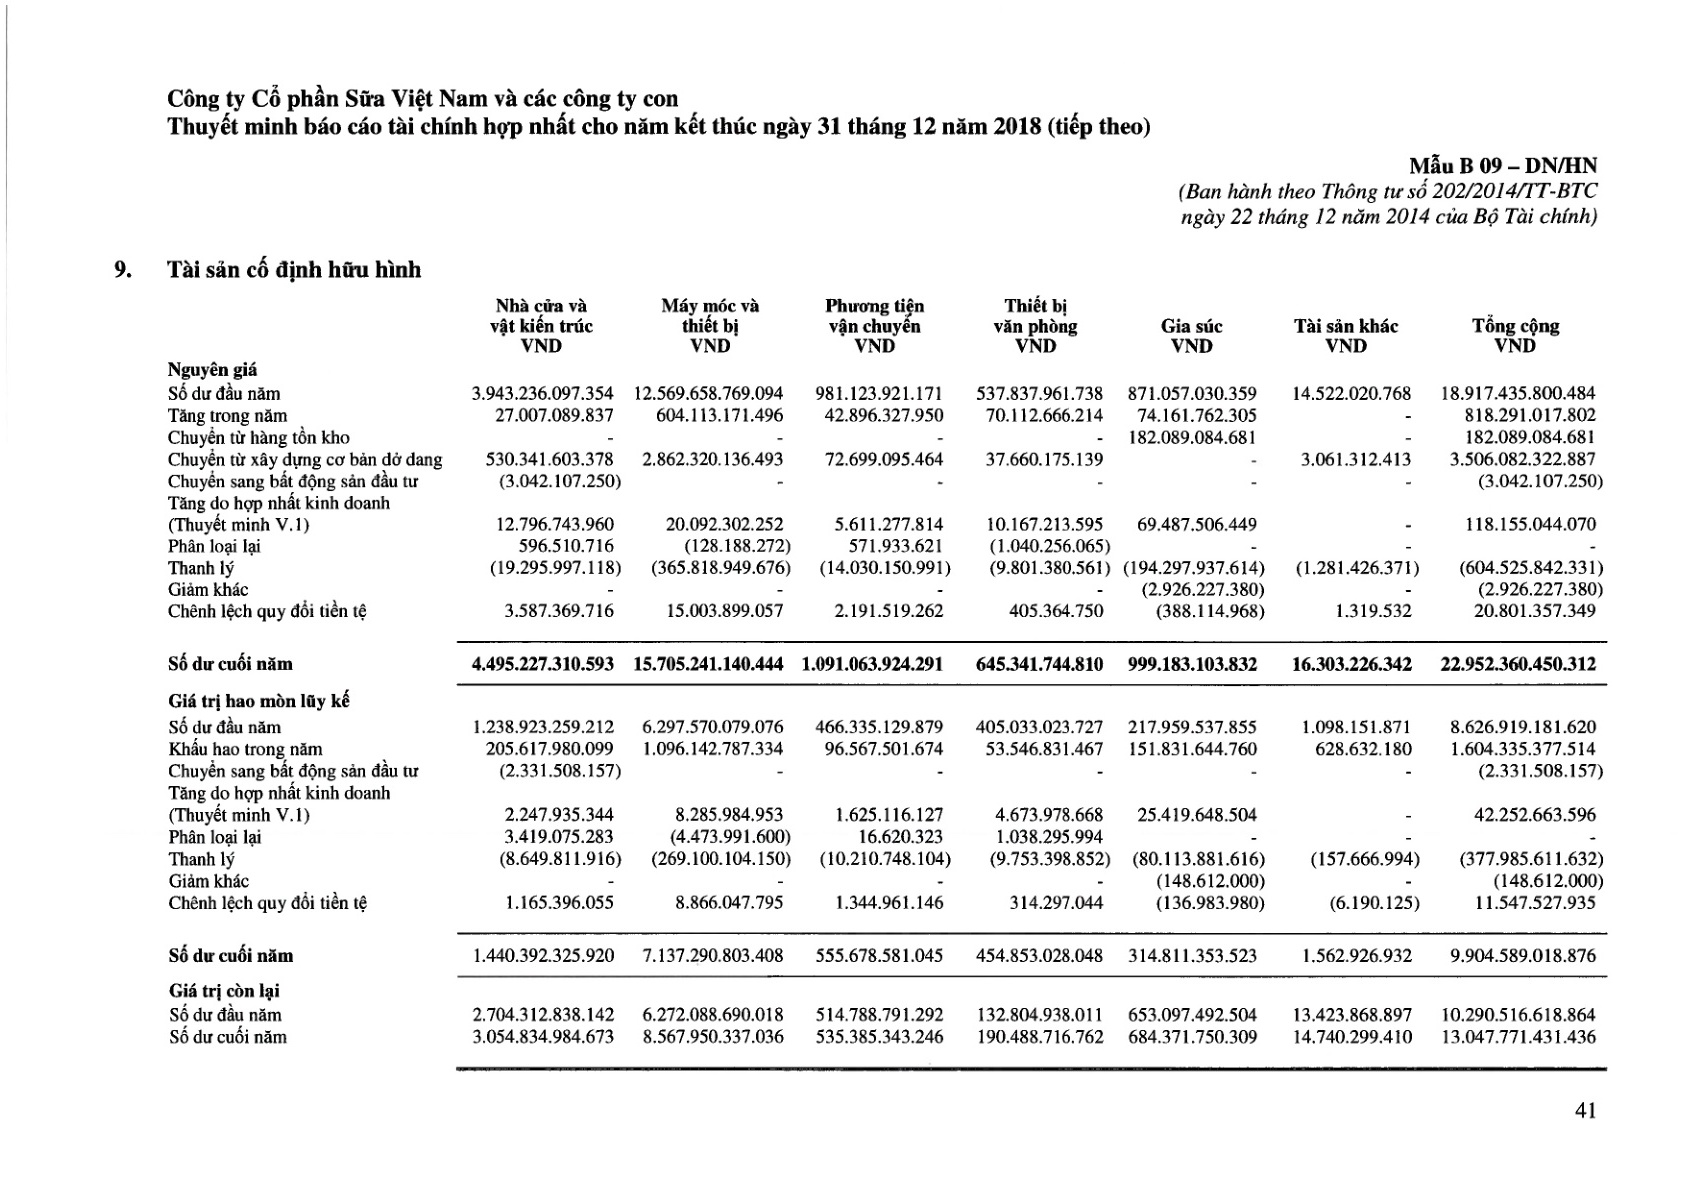 Công ty Cổ phần Sữa Việt Nam và các công ty con
Thuyết minh báo cáo tài chính hợp nhất cho năm kết thúc ngày 31 tháng 12 năm 2018 (tiếp theo)
Mẫu B 09 – DN/HN
(Ban hành theo Thông tư số 202/2014/TT-BTC
ngày 22 tháng 12 năm 2014 của Bộ Tài chính)
9. Tài sản cố định hữu hình
Nhà cửa và Máy móc và Phương tiện Thiết bị
vật kiến trúc thiết bị vận chuyển văn phòng Gia súc Tài sản khác Tổng cộng
VND VND VND VND VND VND VND
Nguyên giá
Số dư đầu năm 3.943.236.097.354 12.569.658.769.094 981.123.921.171 537.837.961.738 871.057.030.359 14.522.020.768 18.917.435.800.484
Tăng trong năm 27.007.089.837 604.113.171.496 42.896.327.950 70.112.666.214 74.161.762.305 - 818.291.017.802
Chuyển từ hàng tồn kho - - - - 182.089.084.681 - 182.089.084.681
Chuyển từ xây dựng cơ bản dở dang 530.341.603.378 2.862.320.136.493 72.699.095.464 37.660.175.139 - 3.061.312.413 3.506.082.322.887
Chuyển sang bất động sản đầu tư (3.042.107.250) - - - - - (3.042.107.250)
Tăng do hợp nhất kinh doanh
(Thuyết minh V.1) 12.796.743.960 20.092.302.252 5.611.277.814 10.167.213.595 69.487.506.449 - 118.155.044.070
Phân loại lại 596.510.716 (128.188.272) 571.933.621 (1.040.256.065) - - -
Thanh lý (19.295.997.118) (365.818.949.676) (14.030.150.991) (9.801.380.561) (194.297.937.614) (1.281.426.371) (604.525.842.331)
Giảm khác - - - - (2.926.227.380) - (2.926.227.380)
Chênh lệch quy đổi tiền tệ 3.587.369.716 15.003.899.057 2.191.519.262 405.364.750 (388.114.968) 1.319.532 20.801.357.349
Số dư cuối năm 4.495.227.310.593 15.705.241.140.444 1.091.063.924.291 645.341.744.810 999.183.103.832 16.303.226.342 22.952.360.450.312
Giá trị hao mòn lũy kế
Số dư đầu năm 1.238.923.259.212 6.297.570.079.076 466.335.129.879 405.033.023.727 217.959.537.855 1.098.151.871 8.626.919.181.620
Khấu hao trong năm 205.617.980.099 1.096.142.787.334 96.567.501.674 53.546.831.467 151.831.644.760 628.632.180 1.604.335.377.514
Chuyển sang bất động sản đầu tư (2.331.508.157) - - - - - (2.331.508.157)
Tăng do hợp nhất kinh doanh
(Thuyết minh V.1) 2.247.935.344 8.285.984.953 1.625.116.127 4.673.978.668 25.419.648.504 - 42.252.663.596
Phân loại lại 3.419.075.283 (4.473.991.600) 16.620.323 1.038.295.994 - - -
Thanh lý (8.649.811.916) (269.100.104.150) (10.210.748.104) (9.753.398.852) (80.113.881.616) (157.666.994) (377.985.611.632)
Giảm khác - - - - (148.612.000) - (148.612.000)
Chênh lệch quy đổi tiền tệ 1.165.396.055 8.866.047.795 1.344.961.146 314.297.044 (136.983.980) (6.190.125) 11.547.527.935
Số dư cuối năm 1.440.392.325.920 7.137.290.803.408 555.678.581.045 454.853.028.048 314.811.353.523 1.562.926.932 9.904.589.018.876
Giá trị còn lại
Số dư đầu năm 2.704.312.838.142 6.272.088.690.018 514.788.791.292 132.804.938.011 653.097.492.504 13.423.868.897 10.290.516.618.864
Số dư cuối năm 3.054.834.984.673 8.567.950.337.036 535.385.343.246 190.488.716.762 684.371.750.309 14.740.299.410 13.047.771.431.436
41